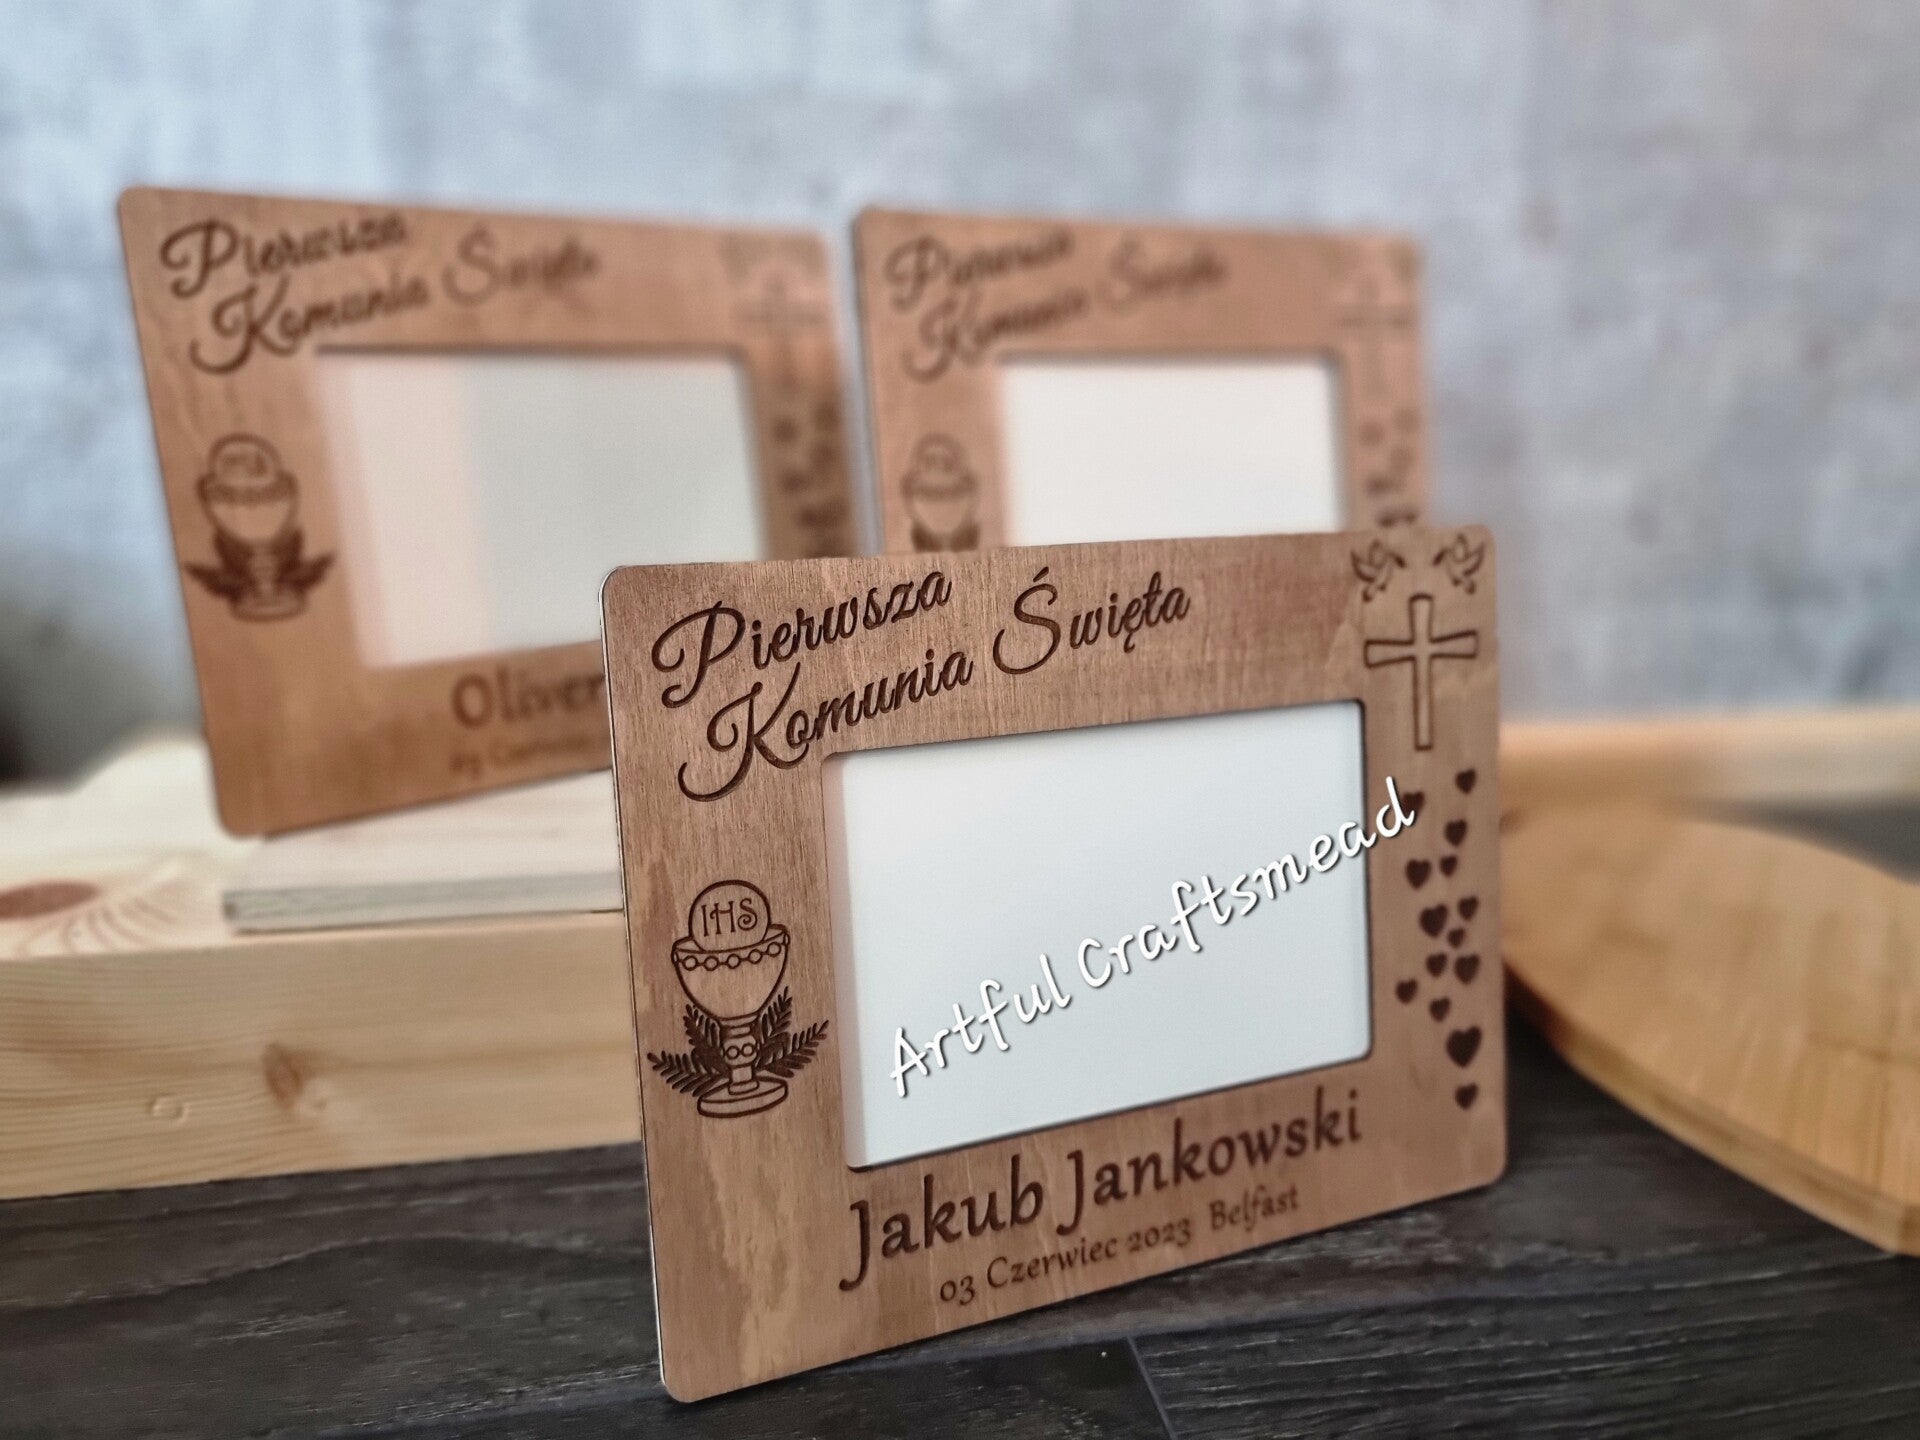 Pierwsza
Komunia Święta
Pierwsza
Komunia Święta
Oliver
Pierwsza
Komunia Święta
IHS
Artful Craftsmead
Jakub Jankowski
03 Czerwiec 2023 Belfast